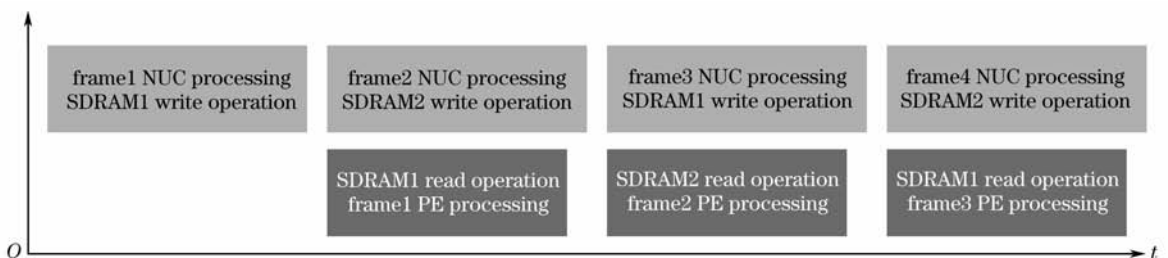 frame1 NUC processing
SDRAM1 write operation
frame2 NUC processing
SDRAM2 write operation
frame3 NUC processing
SDRAM1 write operation
frame4 NUC processing
SDRAM2 write operation
SDRAM1 read operation
frame1 PE processing
SDRAM2 read operation
frame2 PE processing
SDRAM1 read operation
frame3 PE processing
O
t